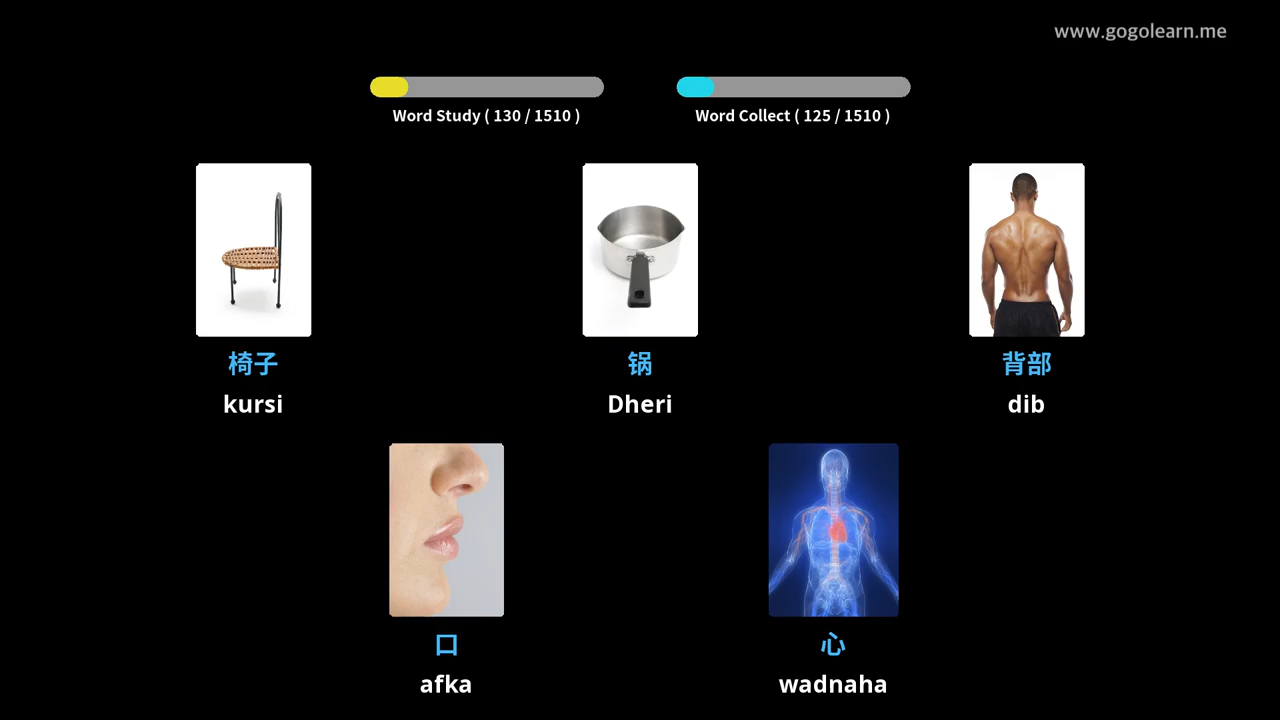 www.gogolearn.me
Word Study ( 130 / 1510 )
Word Collect ( 125 / 1510 )
椅子
kursi
锅
Dheri
背部
dib
口
afka
心
wadnaha